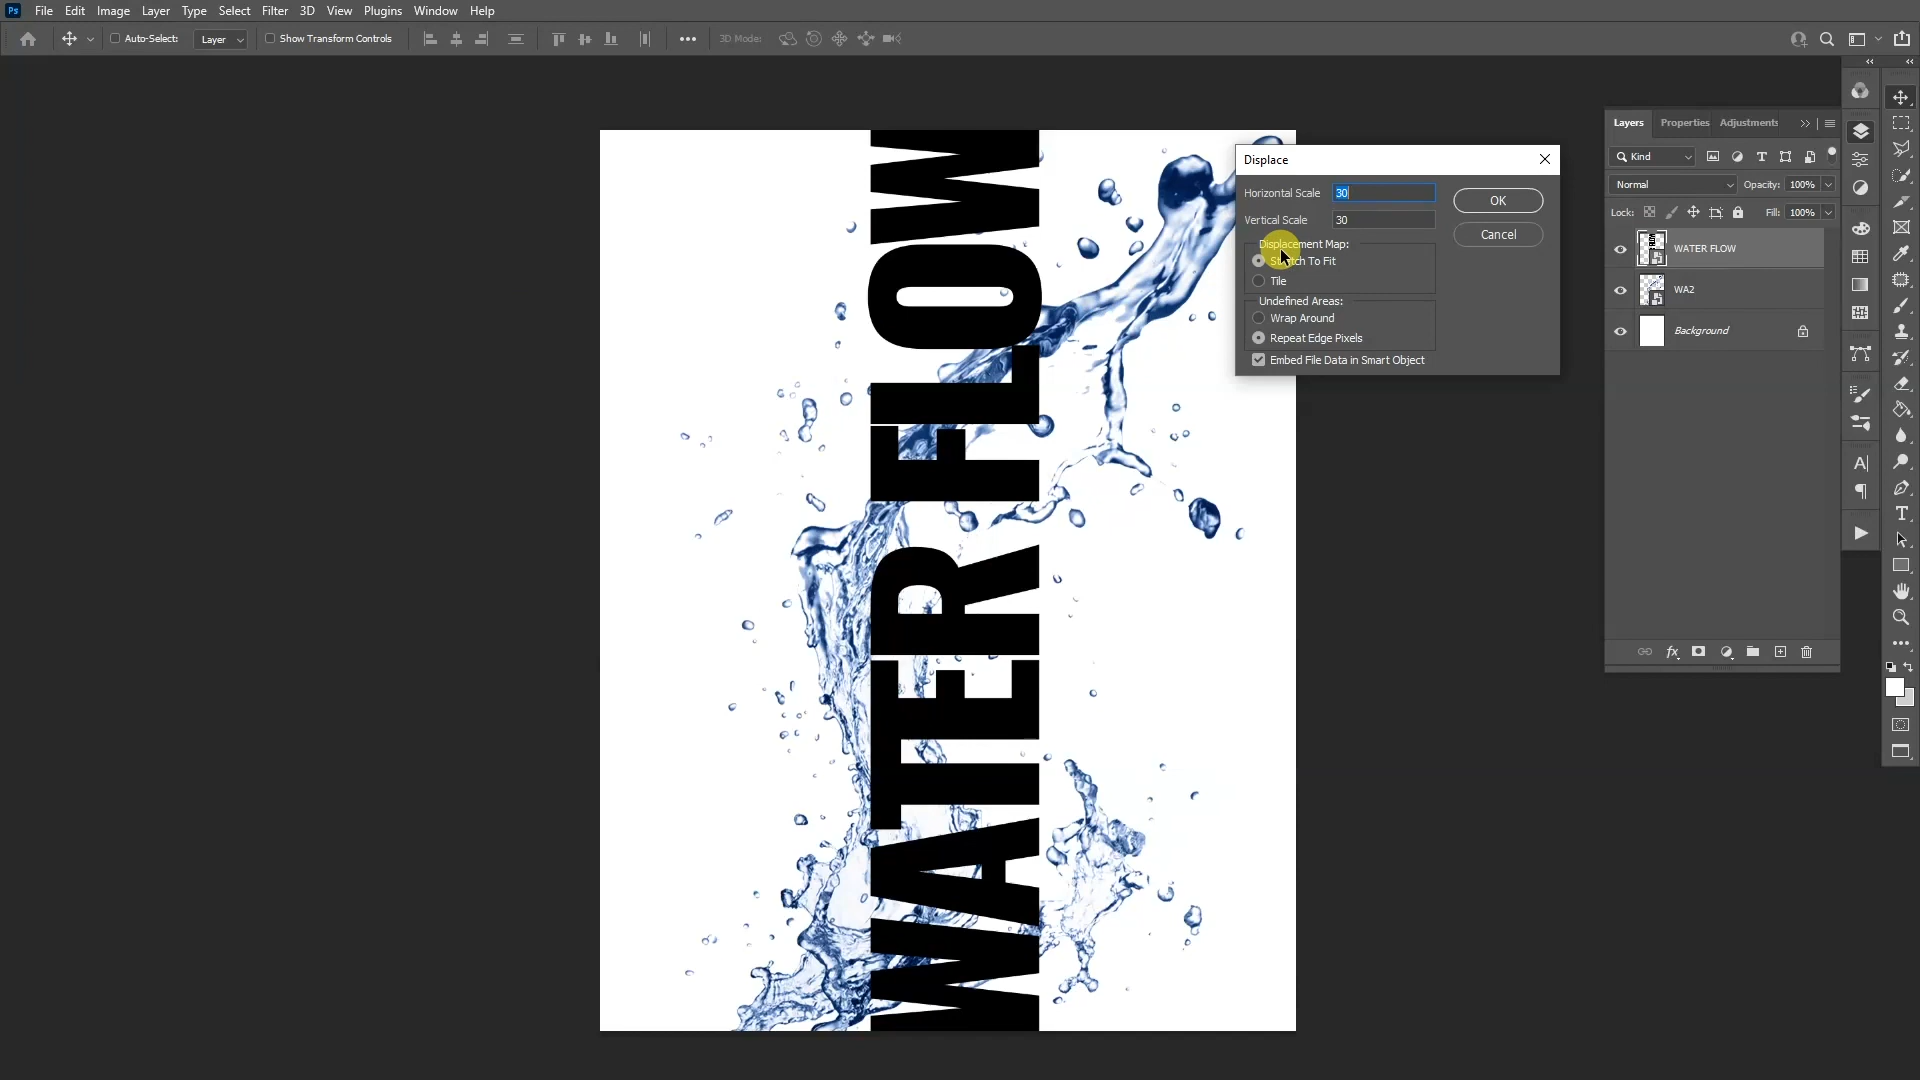 Ps File Edit Image Layer Type Select Filter 3D View Plugins Window Help
Auto-Select: Layer Show Transform Controls 3D Mode:
Displace
Horizontal Scale 30
Vertical Scale 30
OK
Cancel
Displacement Map:
Stretch To Fit
Tile
Undefined Areas:
Wrap Around
Repeat Edge Pixels
Embed File Data in Smart Object
WATER FLOW
Layers Properties Adjustments
Kind
Normal Opacity: 100%
Lock: Fill: 100%
WATER FLOW
WA2
Background
fx